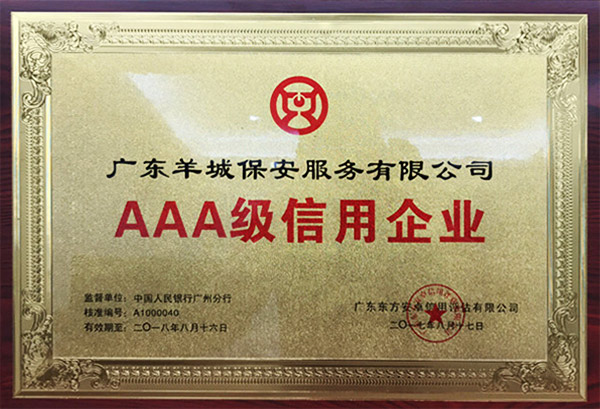 广东羊城保安服务有限公司
AAA级信用企业
监督单位：中国人民银行广州分行
核准编号：A1000040
有效期至：二〇一八年八月十六日
广东东方安卓信用评估有限公司
二〇一七年八月十七日